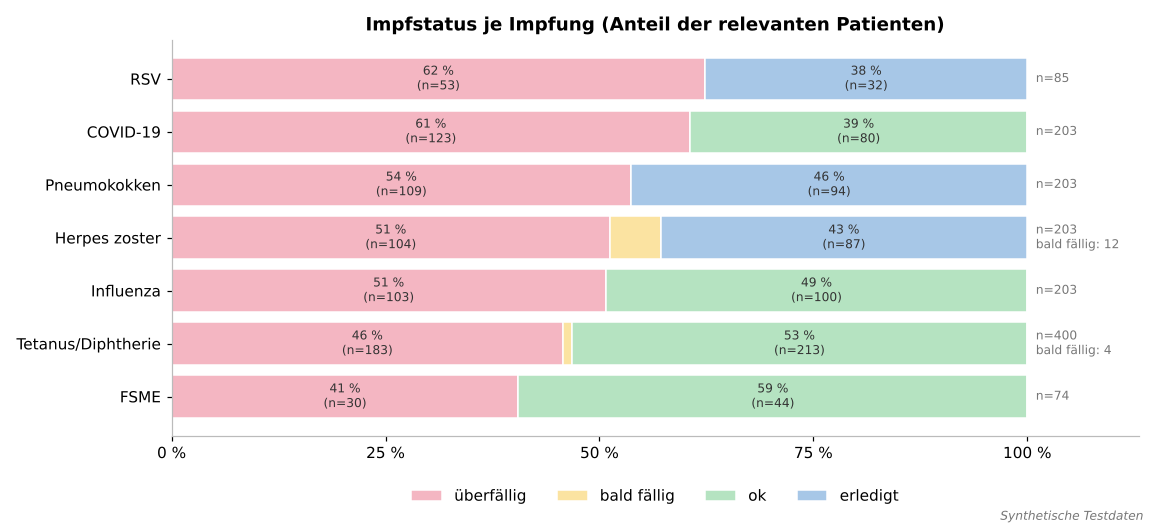 Impfstatus je Impfung (Anteil der relevanten Patienten)
RSV
62 %
(n=53)
38 %
(n=32)
n=85
COVID-19
61 %
(n=123)
39 %
(n=80)
n=203
Pneumokokken
54 %
(n=109)
46 %
(n=94)
n=203
Herpes zoster
51 %
(n=104)
43 %
(n=87)
n=203
bald fällig: 12
Influenza
51 %
(n=103)
49 %
(n=100)
n=203
Tetanus/Diphtherie
46 %
(n=183)
53 %
(n=213)
n=400
bald fällig: 4
FSME
41 %
(n=30)
59 %
(n=44)
n=74
0 %
25 %
50 %
75 %
100 %
überfällig
bald fällig
ok
erledigt
Synthetische Testdaten